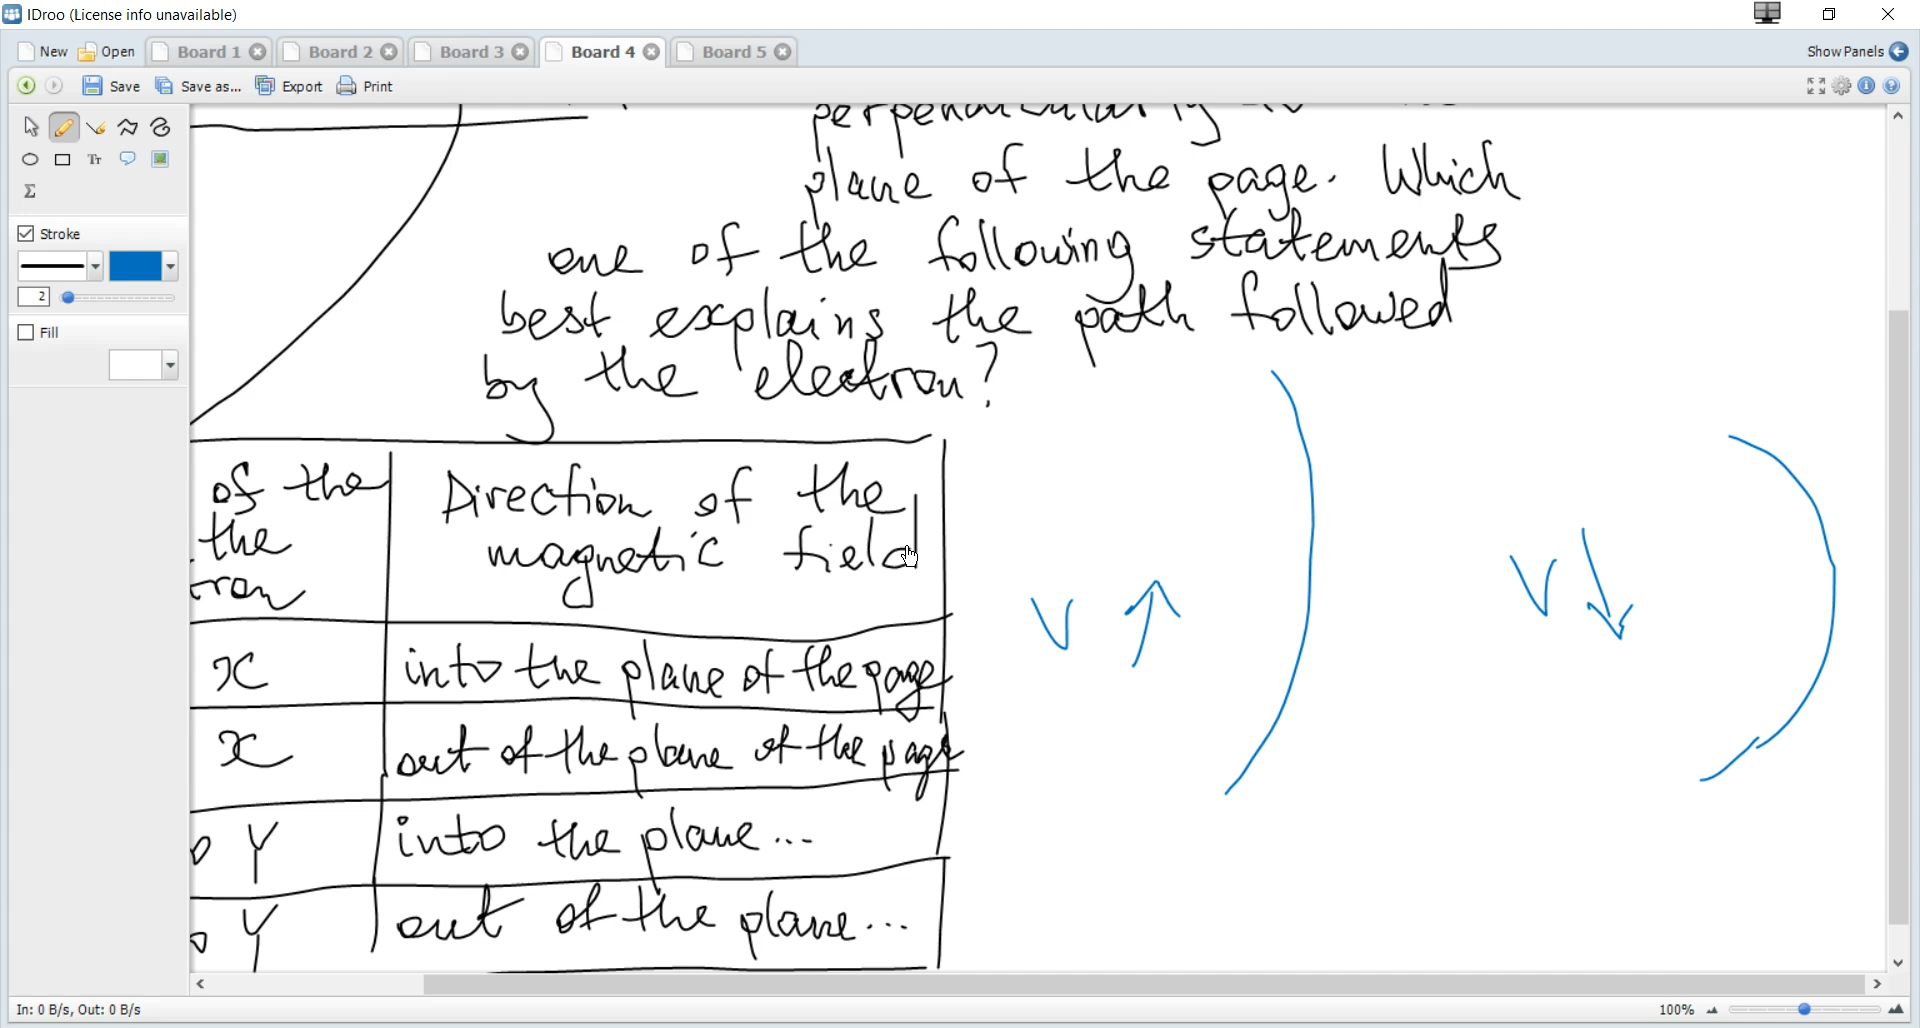 IDroo (License info unavailable)
New Open Board 1 Board 2 Board 3 Board 4 Board 5 Show Panels
Save Save as... Export Print
perpendicularly
plane of the page. Which
one of the following statements
best explains the path followed
by the electron?
Stroke
2
Fill
of the
the
tron
Direction of the
magnetic field
x into the plane of the page
x out of the plane of the page
o Y into the plane...
o Y out of the plane...
V ↑
V ↓
In: 0 B/s, Out: 0 B/s 100%